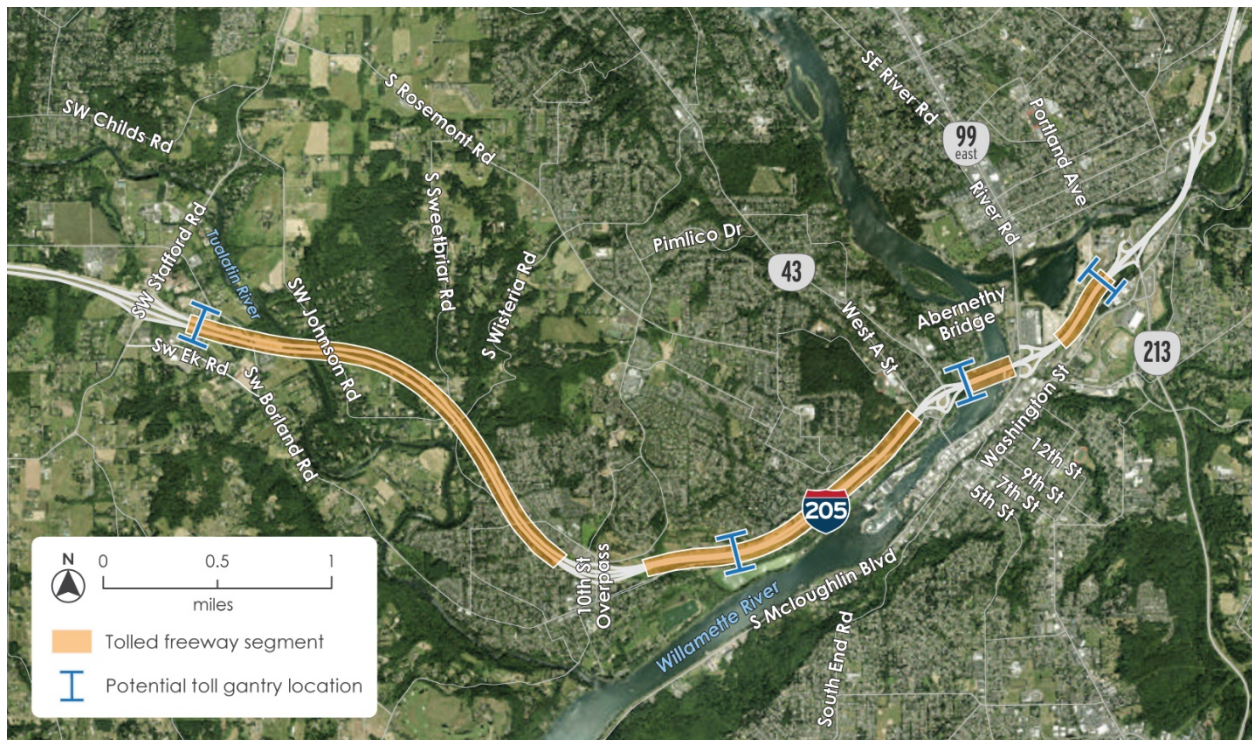 SW Childs Rd
S Rosemont Rd
SE River Rd
Portland Ave
99
east
River Rd
SW Stafford Rd
Tualatin River
S Sweetbriar Rd
Pimlico Dr
43
S Wisteria Rd
SW Johnson Rd
West A St
Abernethy
Bridge
213
Sw Ek Rd
SW Borland Rd
Washington St
12th St
9th St
7th St
5th St
205
10th St
Overpass
Willamette River
S Mcloughlin Blvd
South End Rd
N
0
0.5
1
miles
Tolled freeway segment
Potential toll gantry location